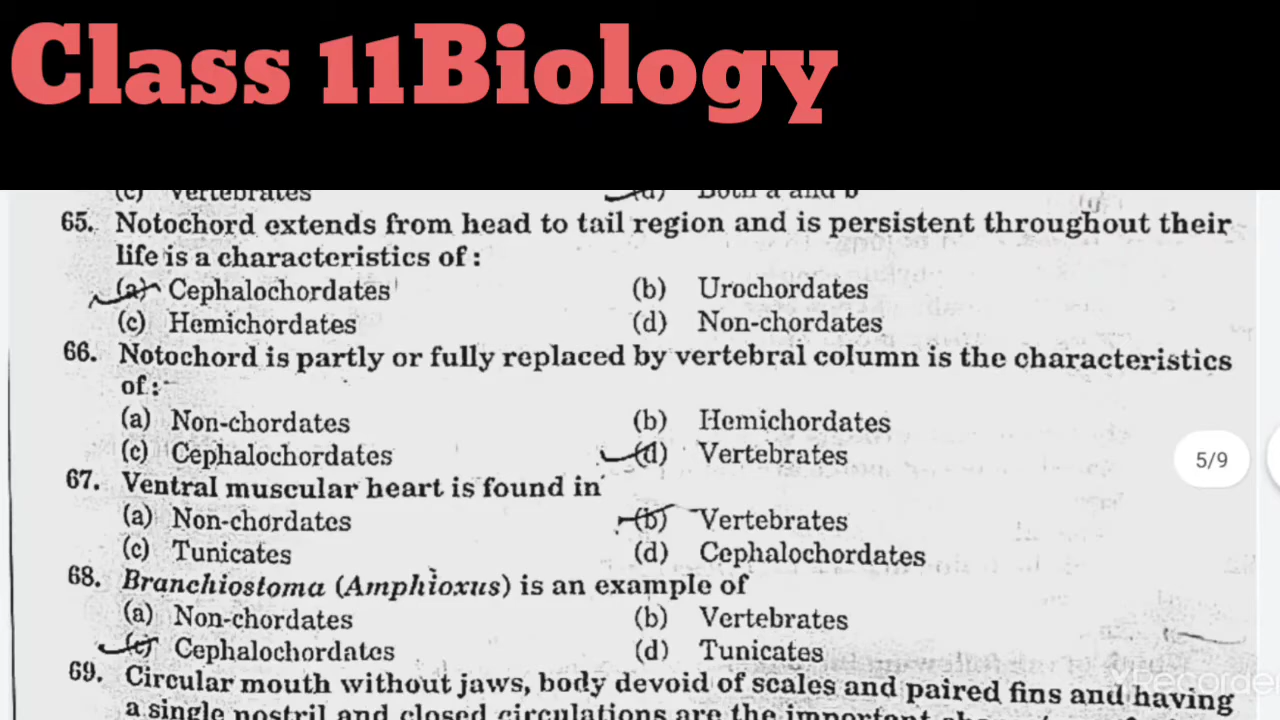 Class 11Biology
(c) Vertebrates (d) Both a and b
65. Notochord extends from head to tail region and is persistent throughout their
life is a characteristics of :
(a) Cephalochordates (b) Urochordates
(c) Hemichordates (d) Non-chordates
66. Notochord is partly or fully replaced by vertebral column is the characteristics
of :
(a) Non-chordates (b) Hemichordates
(c) Cephalochordates (d) Vertebrates
5/9
67. Ventral muscular heart is found in
(a) Non-chordates (b) Vertebrates
(c) Tunicates (d) Cephalochordates
68. Branchiostoma (Amphioxus) is an example of
(a) Non-chordates (b) Vertebrates
(c) Cephalochordates (d) Tunicates
69. Circular mouth without jaws, body devoid of scales and paired fins and having
a single nostril and closed circulations are the important
Recorder